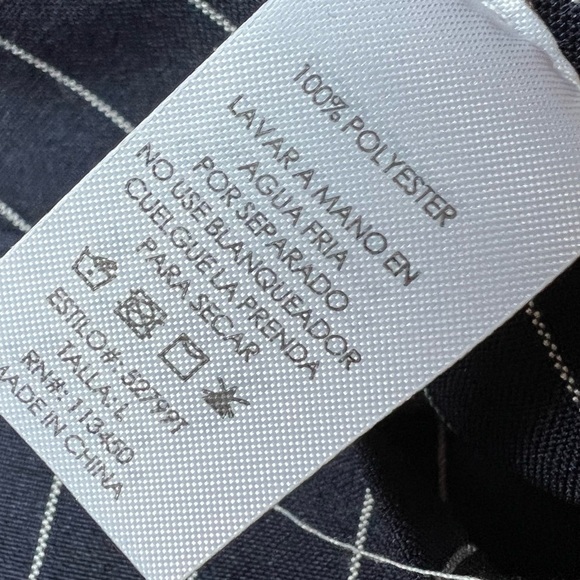 100% POLYESTER
LAVAR A MANO EN
AGUA FRIA
POR SEPARADO
NO USE BLANQUEADOR
CUELGUE LA PRENDA
PARA SECAR
ESTILO#: 52799T
TALLA: L
RN#: 113450
MADE IN CHINA